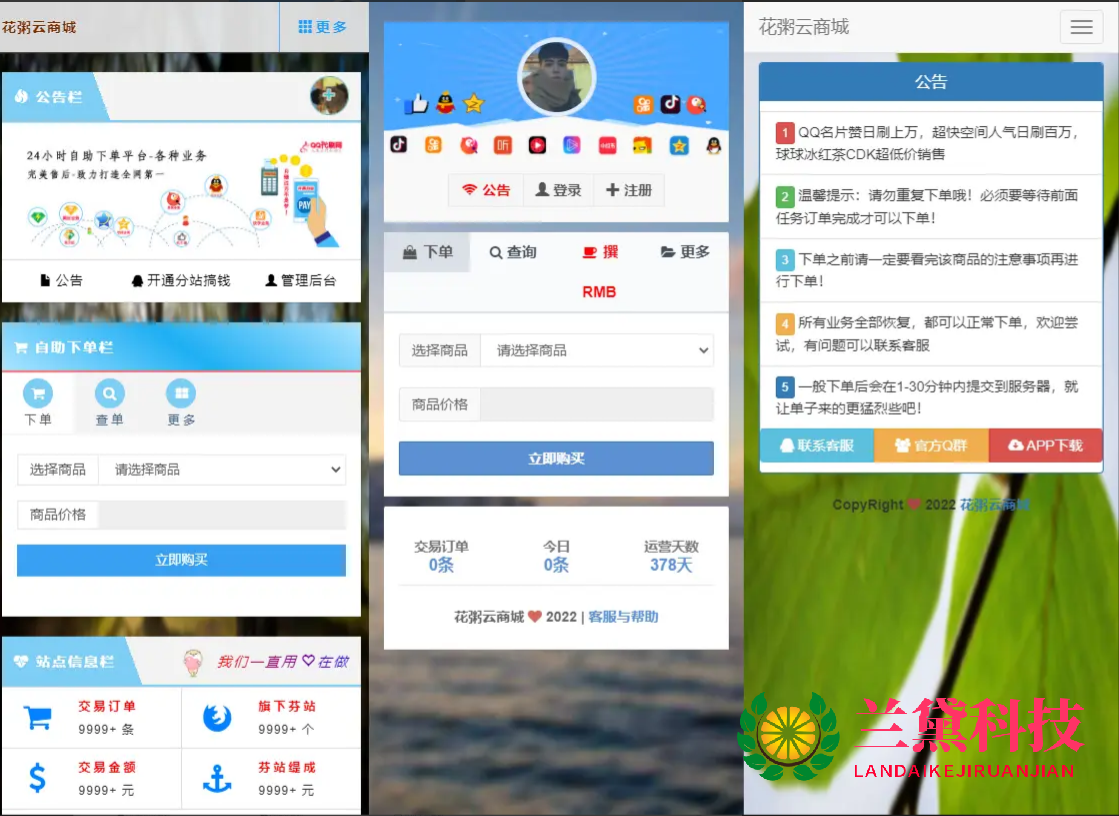 花粥云商城
更多
公告栏
24小时自助下单平台-各种业务
完美售后-致力打造全网第一
QQ代刷网
PAY
公告
开通分站搞钱
管理后台
自助下单栏
下单
查单
更多
选择商品
请选择商品
商品价格
立即购买
站点信息栏
我们一直用
在做
交易订单
9999+ 条
旗下芬站
9999+ 个
交易金额
9999+ 元
芬站缇成
9999+ 元
公告
登录
注册
下单
查询
撰
RMB
更多
选择商品
请选择商品
商品价格
立即购买
交易订单
0条
今日
0条
运营天数
378天
花粥云商城 ❤ 2022 | 客服与帮助
花粥云商城
公告
1 QQ名片赞日刷上万，超快空间人气日刷百万，
球球冰红茶CDK超低价销售
2 温馨提示：请勿重复下单哦！必须要等待前面
任务订单完成才可以下单！
3 下单之前请一定要看完该商品的注意事项再进
行下单！
4 所有业务全部恢复，都可以正常下单，欢迎尝
试，有问题可以联系客服
5 一般下单后会在1-30分钟内提交到服务器，就
让单子来的更猛烈些吧！
联系客服
官方Q群
APP下载
CopyRight ❤ 2022 花粥云商城
兰黛科技
LANDAIKEJIRUANJIAN